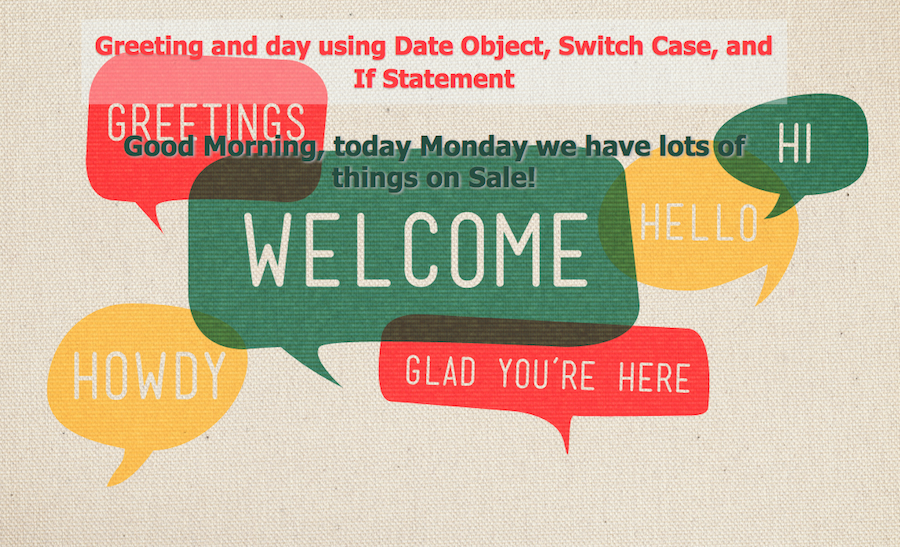 Greeting and day using Date Object, Switch Case, and
If Statement
GREETINGS
Good Morning, today Monday we have lots of
things on Sale!
HI
WELCOME
HELLO
HOWDY
GLAD YOU'RE HERE